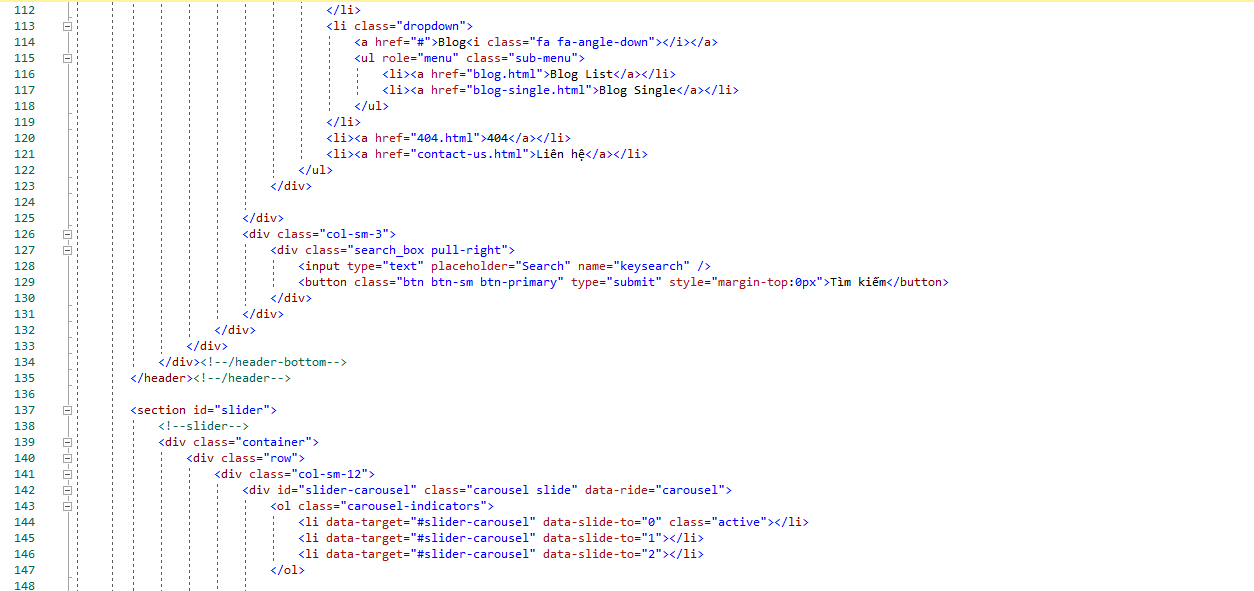 112 </li>
113 <li class="dropdown">
114 <a href="#">Blog<i class="fa fa-angle-down"></i></a>
115 <ul role="menu" class="sub-menu">
116 <li><a href="blog.html">Blog List</a></li>
117 <li><a href="blog-single.html">Blog Single</a></li>
118 </ul>
119 </li>
120 <li><a href="404.html">404</a></li>
121 <li><a href="contact-us.html">Liên hệ</a></li>
122 </ul>
123 </div>
124
125 </div>
126 <div class="col-sm-3">
127 <div class="search_box pull-right">
128 <input type="text" placeholder="Search" name="keysearch" />
129 <button class="btn btn-sm btn-primary" type="submit" style="margin-top:0px">Tìm kiếm</button>
130 </div>
131 </div>
132 </div>
133 </div>
134 </div><!--/header-bottom-->
135 </header><!--/header-->
136
137 <section id="slider">
138 <!--slider-->
139 <div class="container">
140 <div class="row">
141 <div class="col-sm-12">
142 <div id="slider-carousel" class="carousel slide" data-ride="carousel">
143 <ol class="carousel-indicators">
144 <li data-target="#slider-carousel" data-slide-to="0" class="active"></li>
145 <li data-target="#slider-carousel" data-slide-to="1"></li>
146 <li data-target="#slider-carousel" data-slide-to="2"></li>
147 </ol>
148